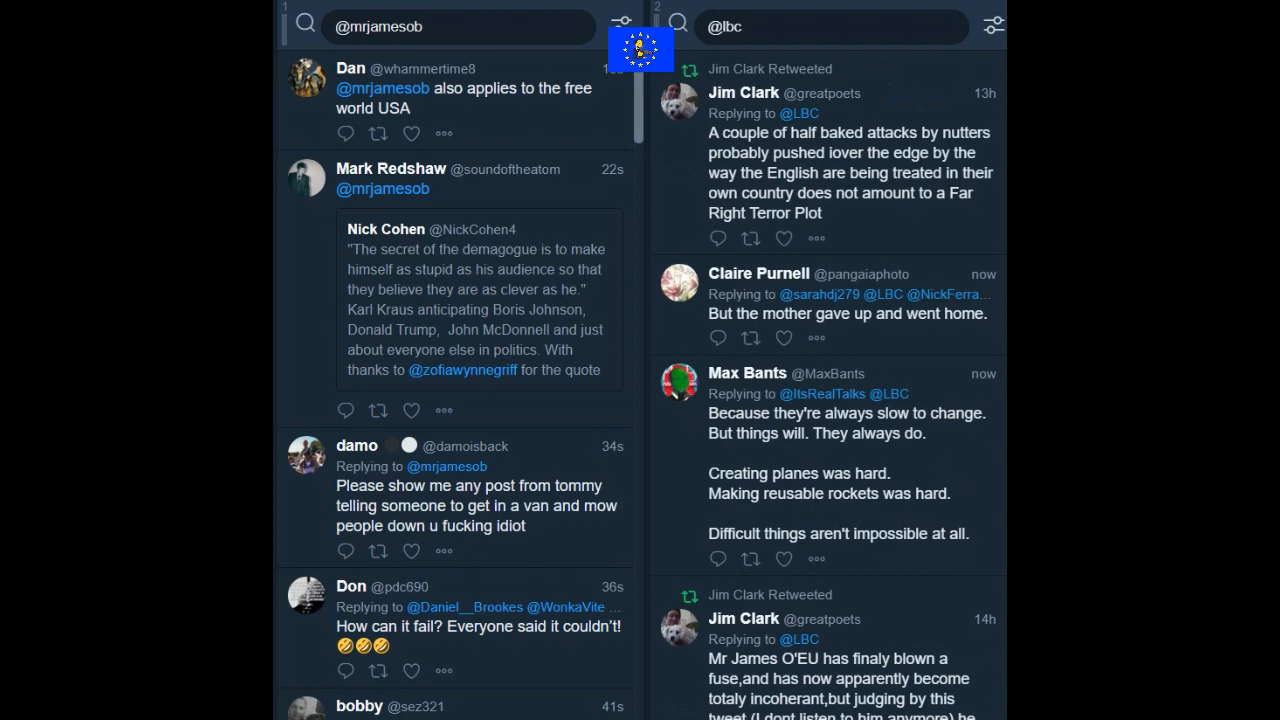 1
@mrjamesob
Dan @whammertime8
@mrjamesob also applies to the free
world USA
Mark Redshaw @soundoftheatom 22s
@mrjamesob
Nick Cohen @NickCohen4
"The secret of the demagogue is to make
himself as stupid as his audience so that
they believe they are as clever as he."
Karl Kraus anticipating Boris Johnson,
Donald Trump, John McDonnell and just
about everyone else in politics. With
thanks to @zofiawynnegriff for the quote
damo @damoisback 34s
Replying to @mrjamesob
Please show me any post from tommy
telling someone to get in a van and mow
people down u fucking idiot
Don @pdc690 36s
Replying to @Daniel__Brookes @WonkaVite ...
How can it fail? Everyone said it couldn't!
🤣🤣🤣
bobby @sez321 41s
2
@lbc
Jim Clark Retweeted
Jim Clark @greatpoets 13h
Replying to @LBC
A couple of half baked attacks by nutters
probably pushed iover the edge by the
way the English are being treated in their
own country does not amount to a Far
Right Terror Plot
Claire Purnell @pangaiaphoto now
Replying to @sarahdj279 @LBC @NickFerra...
But the mother gave up and went home.
Max Bants @MaxBants now
Replying to @ItsRealTalks @LBC
Because they're always slow to change.
But things will. They always do.
Creating planes was hard.
Making reusable rockets was hard.
Difficult things aren't impossible at all.
Jim Clark Retweeted
Jim Clark @greatpoets 14h
Replying to @LBC
Mr James O'EU has finaly blown a
fuse,and has now apparently become
totaly incoherant,but judging by this
tweet (I dont listen to him anymore) he